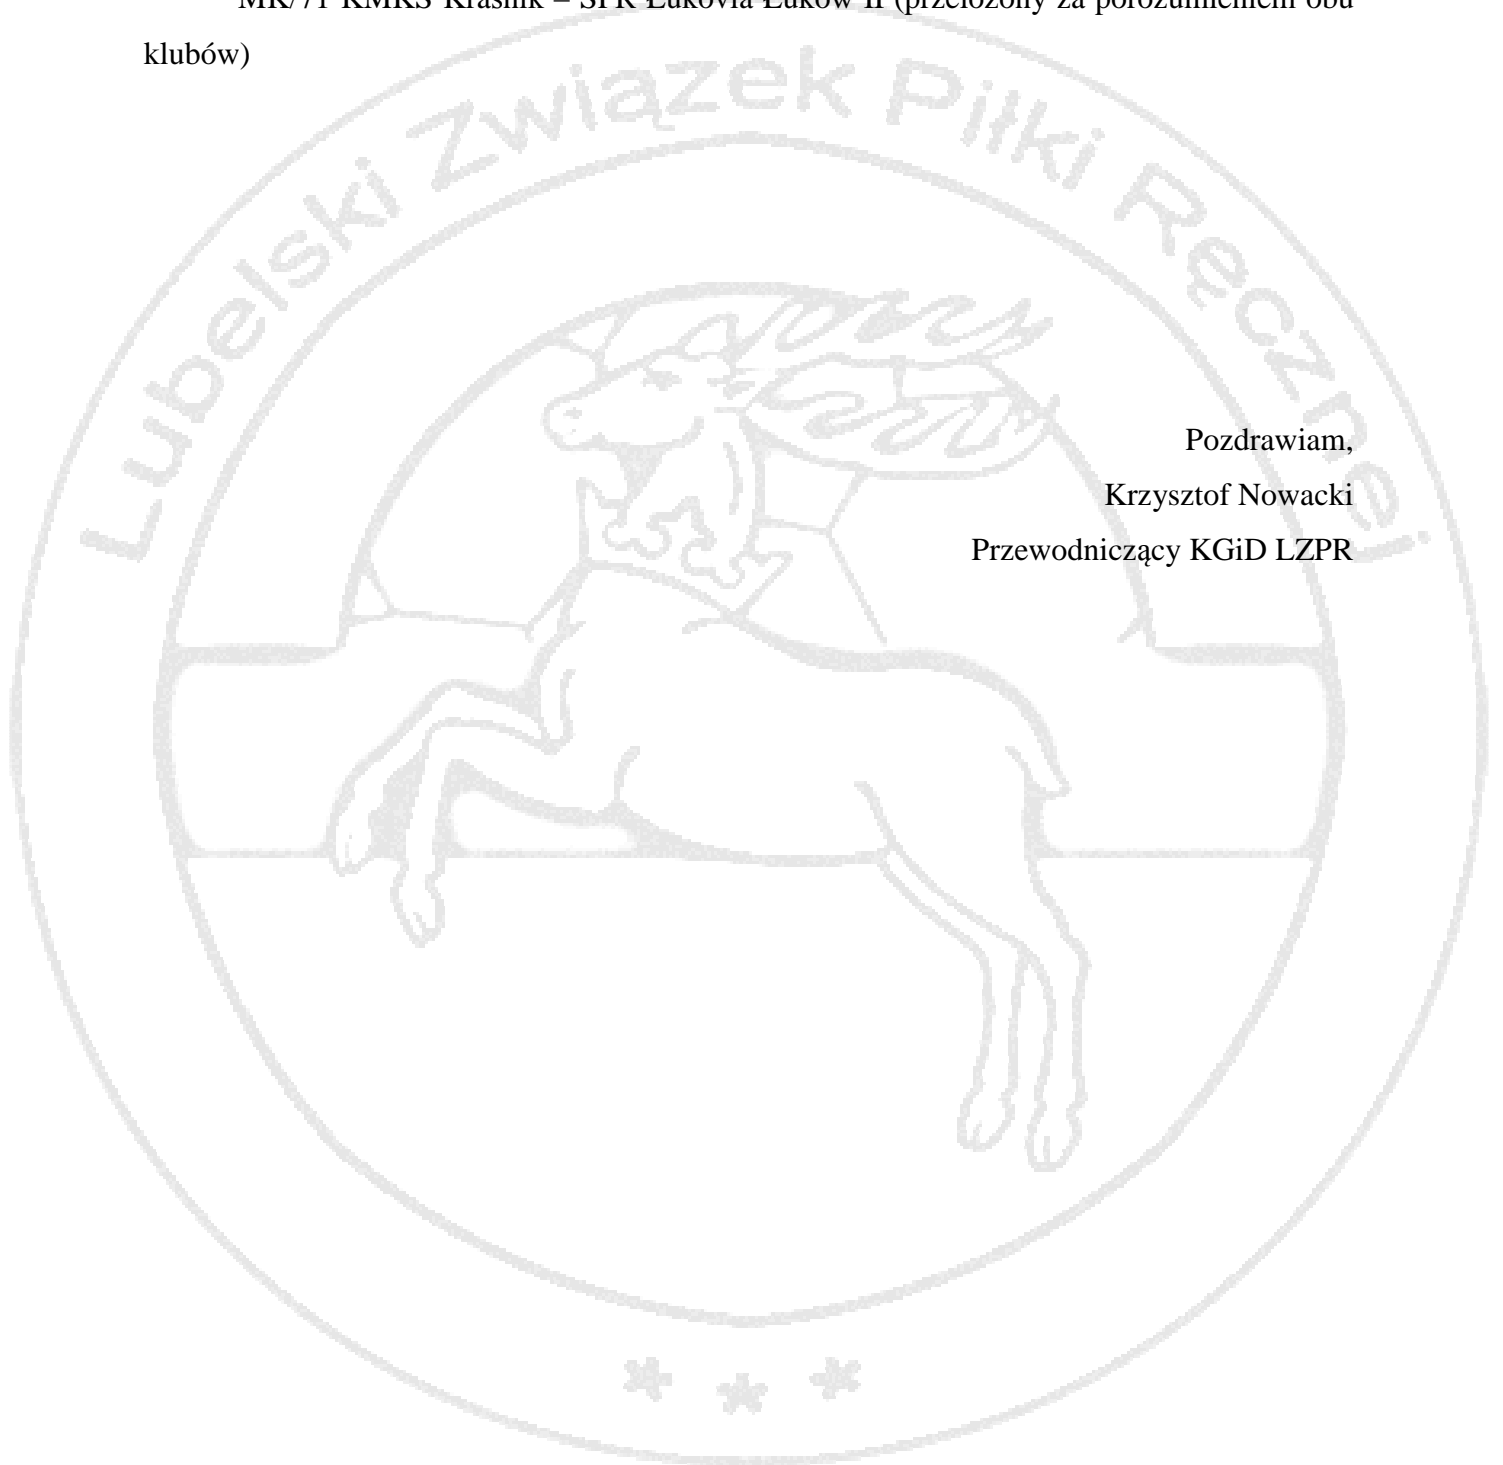 MK/71 KMKS Kraśnik – SPR Łukovia Łuków II (przełożony za porozumieniem obu
klubów)
Lubelski Związek Piłki Ręcznej
Pozdrawiam,
Krzysztof Nowacki
Przewodniczący KGiD LZPR